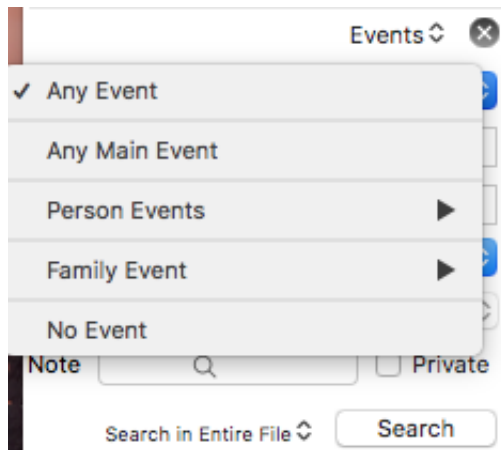 Events
Any Event
Any Main Event
Person Events
Family Event
No Event
Note
Private
Search in Entire File
Search